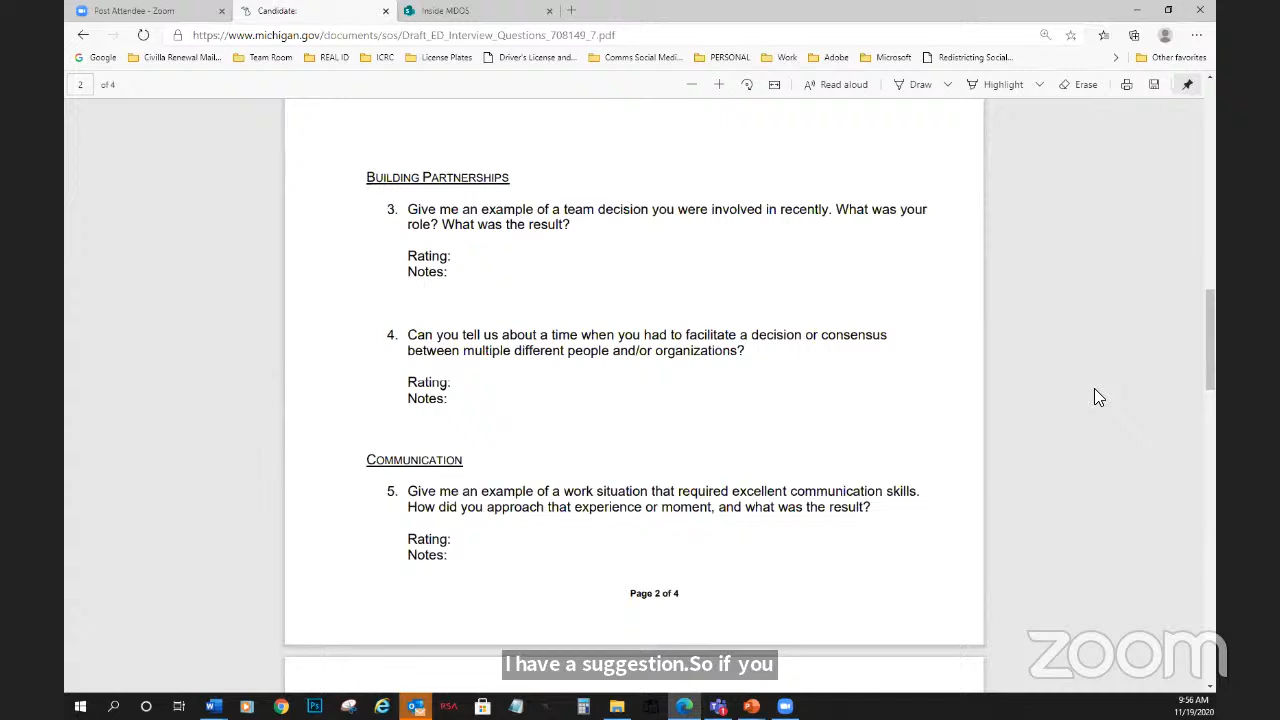 Post Attendee - Zoom
Candidate:
Inside MDOS
https://www.michigan.gov/documents/sos/Draft_ED_Interview_Questions_708149_7.pdf
Google
Civilla Renewal Mail...
Team Room
REAL ID
ICRC
License Plates
Driver's License and...
Comms Social Medi...
PERSONAL
Work
Adobe
Microsoft
Redistricting Social...
Other favorites
2 of 4
Read aloud
Draw
Highlight
Erase
BUILDING PARTNERSHIPS
3. Give me an example of a team decision you were involved in recently. What was your
role? What was the result?
Rating:
Notes:
4. Can you tell us about a time when you had to facilitate a decision or consensus
between multiple different people and/or organizations?
Rating:
Notes:
COMMUNICATION
5. Give me an example of a work situation that required excellent communication skills.
How did you approach that experience or moment, and what was the result?
Rating:
Notes:
Page 2 of 4
zoom
I have a suggestion.So if you
RSA
9:56 AM
11/19/2020